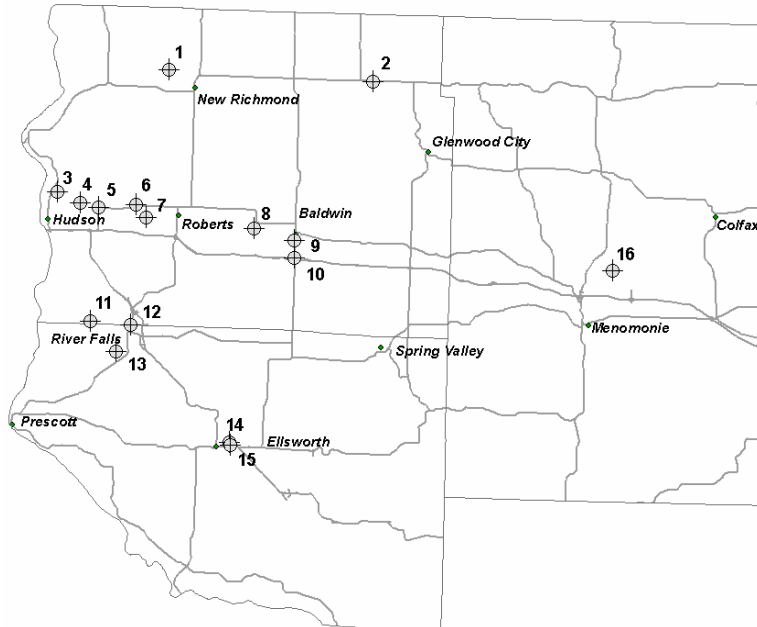 1
2
New Richmond
Glenwood City
3
4
5
6
7
8
Baldwin
Hudson
Roberts
Colfax
9
10
16
11
12
River Falls
13
Menomonie
Spring Valley
Prescott
14
Ellsworth
15